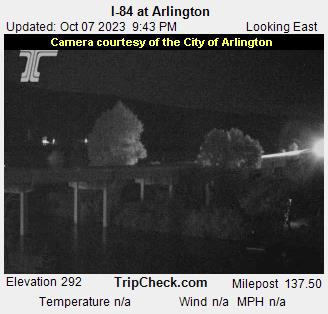 I-84 at Arlington
Updated: Oct 07 2023 9:43 PM Looking East
Camera courtesy of the City of Arlington
Elevation 292 TripCheck.com Milepost 137.50
Temperature n/a Wind n/a MPH n/a